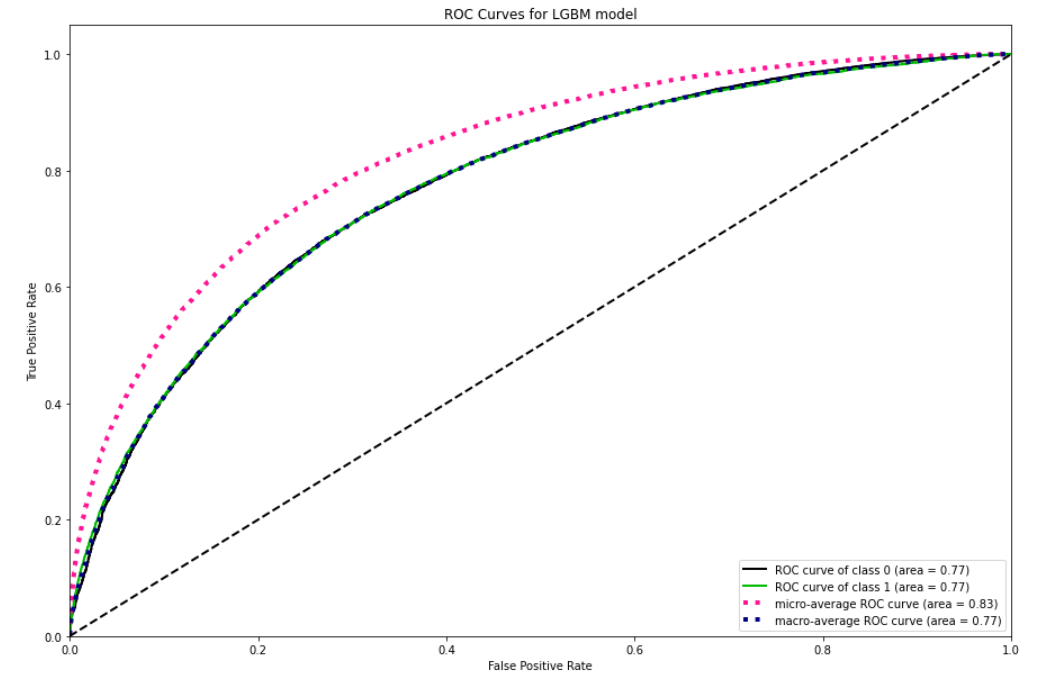 ROC Curves for LGBM model
1.0
0.8
0.6
0.4
0.2
0.0
True Positive Rate
0.0 0.2 0.4 0.6 0.8 1.0
False Positive Rate
ROC curve of class 0 (area = 0.77)
ROC curve of class 1 (area = 0.77)
micro-average ROC curve (area = 0.83)
macro-average ROC curve (area = 0.77)